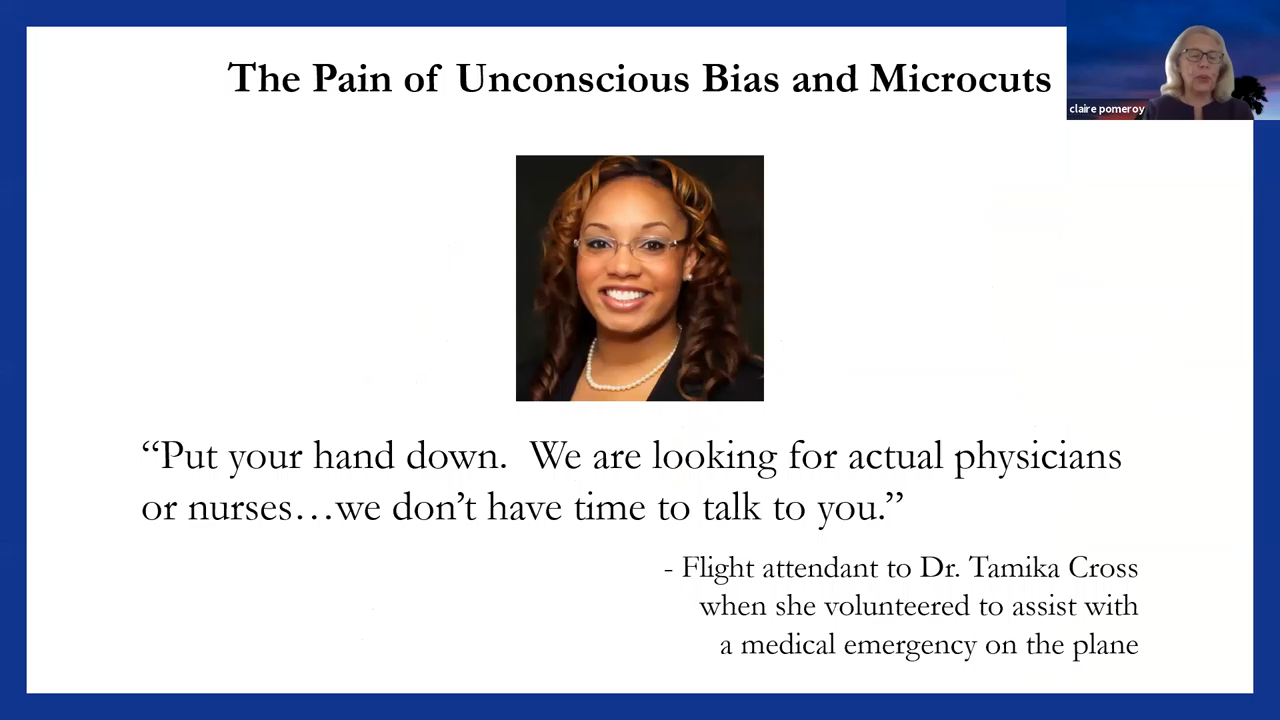 The Pain of Unconscious Bias and Microcuts
claire pomeroy
“Put your hand down.  We are looking for actual physicians
or nurses…we don’t have time to talk to you.”
- Flight attendant to Dr. Tamika Cross
when she volunteered to assist with
a medical emergency on the plane